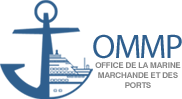 OMMP
OFFICE DE LA MARINE
MARCHANDE ET DES
PORTS